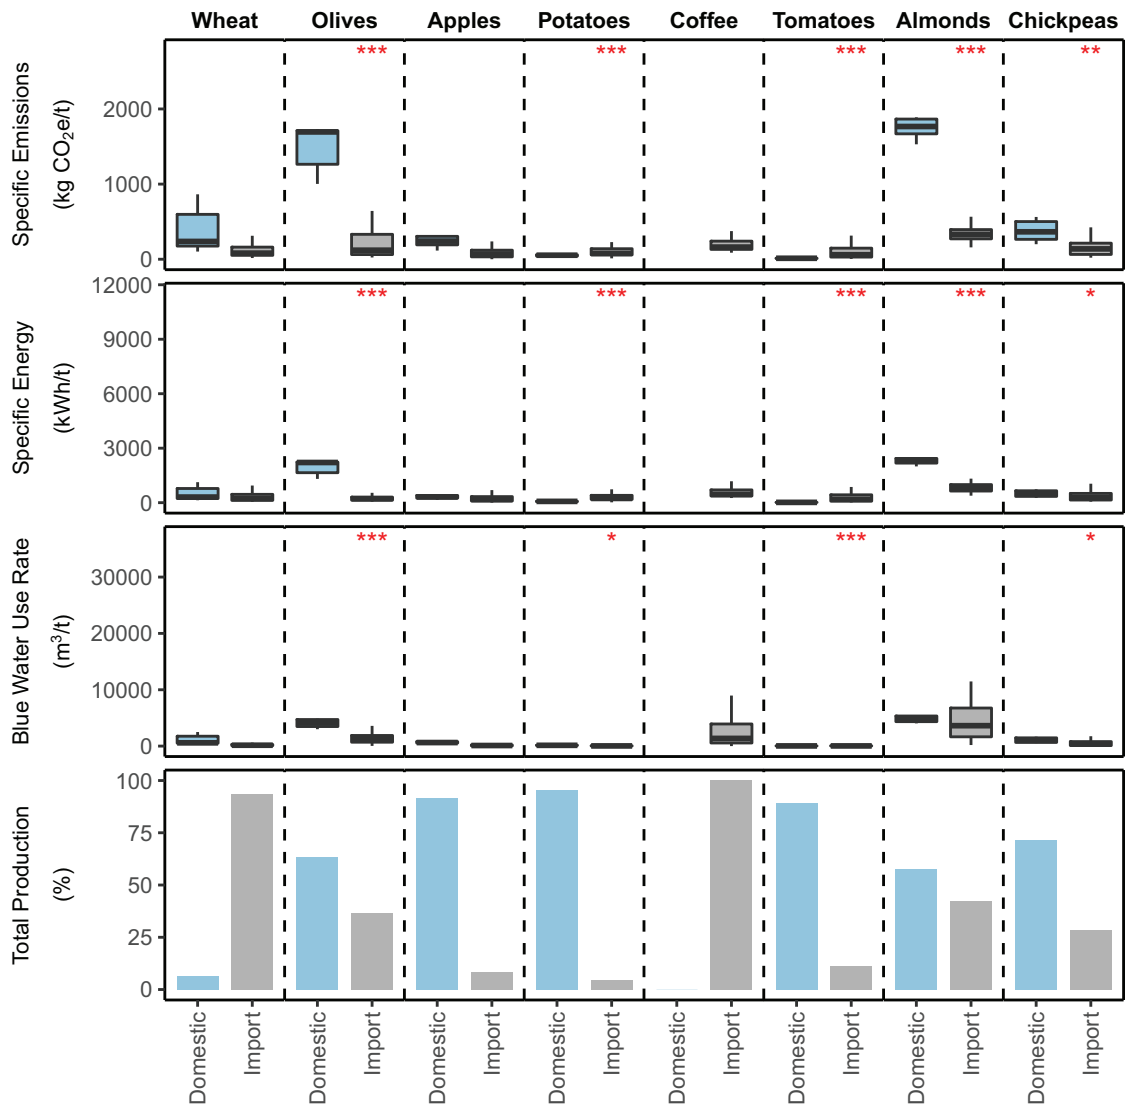 Wheat Olives Apples Potatoes Coffee Tomatoes Almonds Chickpeas
Specific Emissions
(kg CO₂e/t)
*** *** *** *** **
2000
1000
0
Specific Energy
(kWh/t)
12000
*** *** *** *** *
9000
6000
3000
0
Blue Water Use Rate
(m³/t)
*** * *** *
30000
20000
10000
0
Total Production
(%)
100
75
50
25
0
Domestic Import Domestic Import Domestic Import Domestic Import Domestic Import Domestic Import Domestic Import Domestic Import